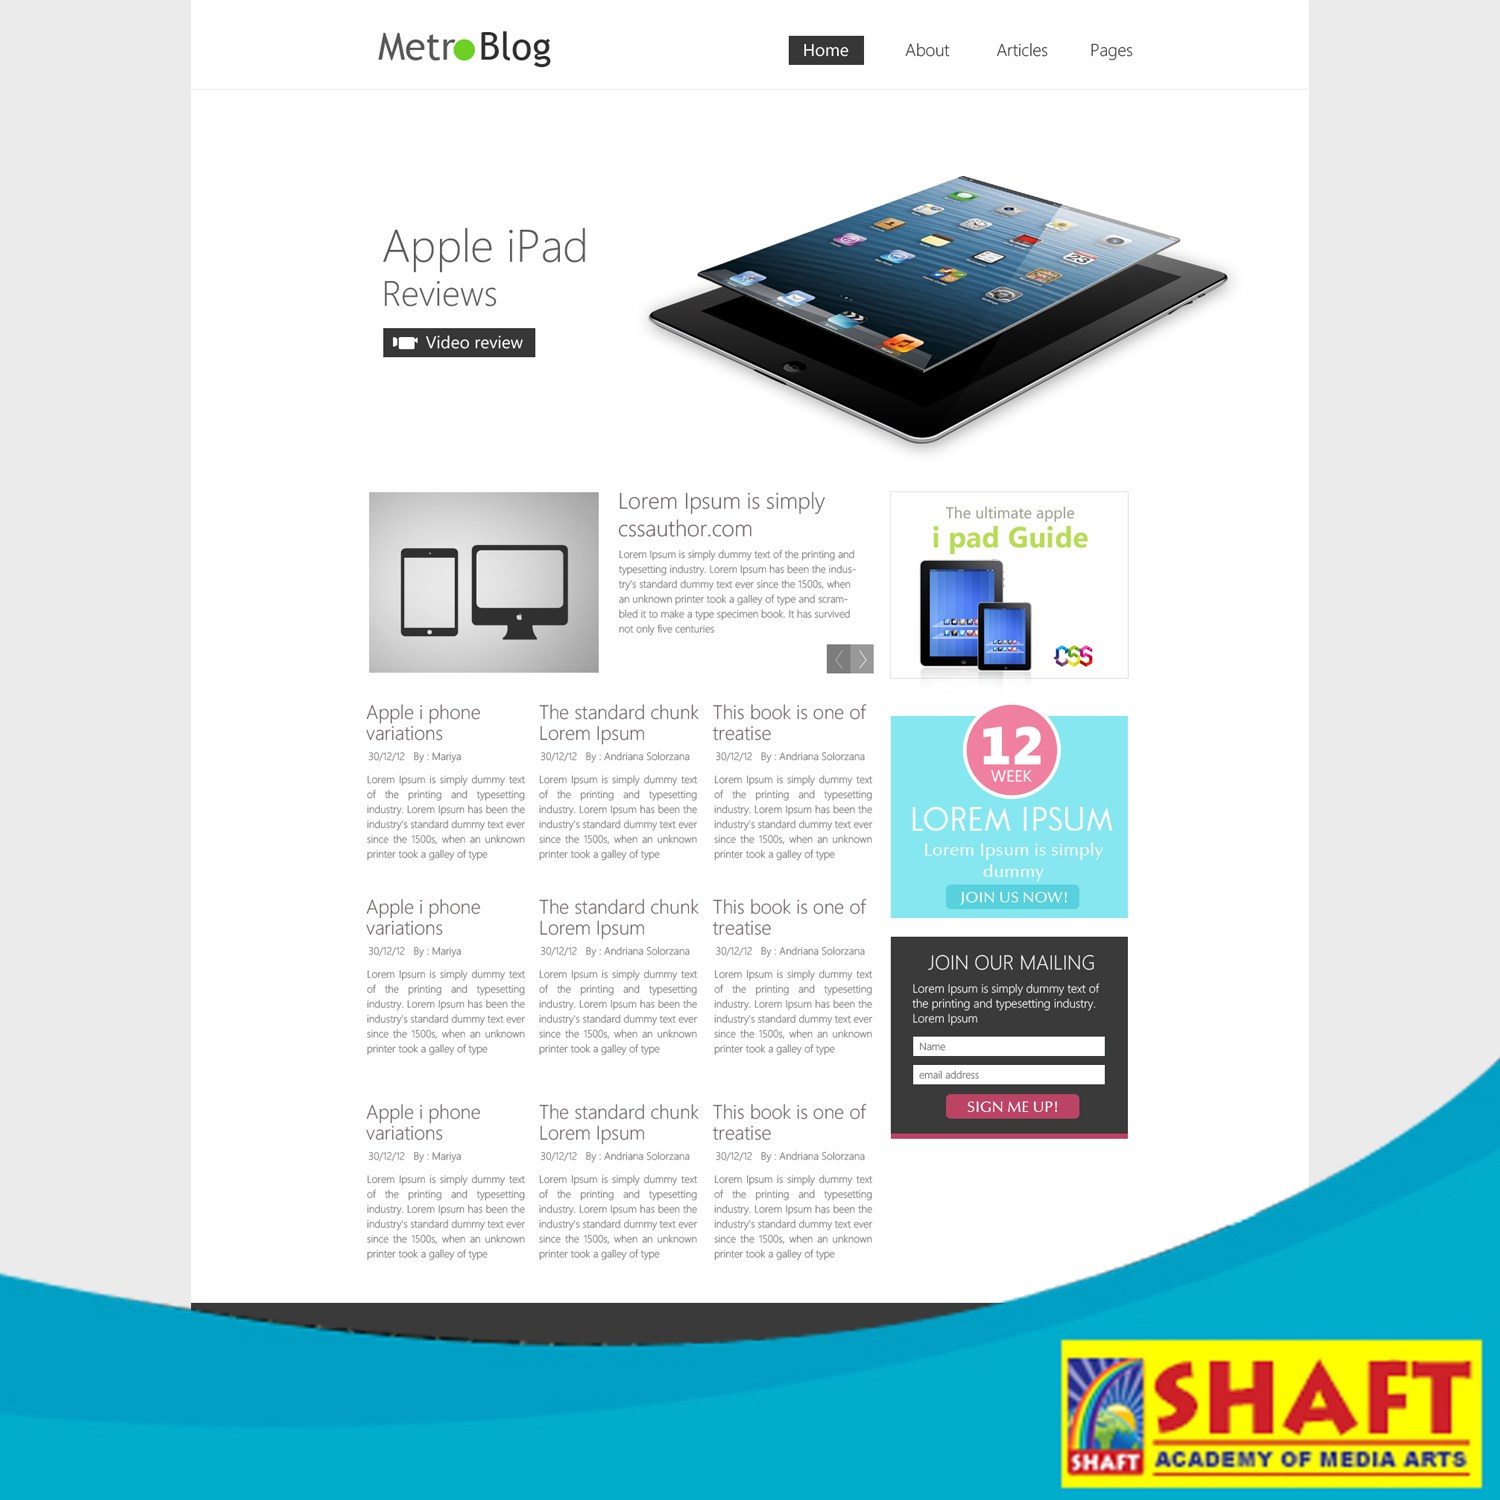 MetroBlog
Home About Articles Pages
Apple iPad
Reviews
Video review
Lorem Ipsum is simply
cssauthor.com
Lorem Ipsum is simply dummy text of the printing and
typesetting industry. Lorem Ipsum has been the indus-
try's standard dummy text ever since the 1500s, when
an unknown printer took a galley of type and scram-
bled it to make a type specimen book. It has survived
not only five centuries
The ultimate apple
i pad Guide
CSS
Apple i phone
variations
30/12/12 By : Mariya
Lorem Ipsum is simply dummy text
of the printing and typesetting
industry. Lorem Ipsum has been the
industry's standard dummy text ever
since the 1500s, when an unknown
printer took a galley of type
The standard chunk
Lorem Ipsum
30/12/12 By : Andriana Solorzana
Lorem Ipsum is simply dummy text
of the printing and typesetting
industry. Lorem Ipsum has been the
industry's standard dummy text ever
since the 1500s, when an unknown
printer took a galley of type
This book is one of
treatise
30/12/12 By : Andriana Solorzana
Lorem Ipsum is simply dummy text
of the printing and typesetting
industry. Lorem Ipsum has been the
industry's standard dummy text ever
since the 1500s, when an unknown
printer took a galley of type
12
WEEK
LOREM IPSUM
Lorem Ipsum is simply
dummy
JOIN US NOW!
Apple i phone
variations
30/12/12 By : Mariya
Lorem Ipsum is simply dummy text
of the printing and typesetting
industry. Lorem Ipsum has been the
industry's standard dummy text ever
since the 1500s, when an unknown
printer took a galley of type
The standard chunk
Lorem Ipsum
30/12/12 By : Andriana Solorzana
Lorem Ipsum is simply dummy text
of the printing and typesetting
industry. Lorem Ipsum has been the
industry's standard dummy text ever
since the 1500s, when an unknown
printer took a galley of type
This book is one of
treatise
30/12/12 By : Andriana Solorzana
Lorem Ipsum is simply dummy text
of the printing and typesetting
industry. Lorem Ipsum has been the
industry's standard dummy text ever
since the 1500s, when an unknown
printer took a galley of type
JOIN OUR MAILING
Lorem Ipsum is simply dummy text of
the printing and typesetting industry.
Lorem Ipsum
Name
email address
SIGN ME UP!
Apple i phone
variations
30/12/12 By : Mariya
Lorem Ipsum is simply dummy text
of the printing and typesetting
industry. Lorem Ipsum has been the
industry's standard dummy text ever
since the 1500s, when an unknown
printer took a galley of type
The standard chunk
Lorem Ipsum
30/12/12 By : Andriana Solorzana
Lorem Ipsum is simply dummy text
of the printing and typesetting
industry. Lorem Ipsum has been the
industry's standard dummy text ever
since the 1500s, when an unknown
printer took a galley of type
This book is one of
treatise
30/12/12 By : Andriana Solorzana
Lorem Ipsum is simply dummy text
of the printing and typesetting
industry. Lorem Ipsum has been the
industry's standard dummy text ever
since the 1500s, when an unknown
printer took a galley of type
SHAFT
SHAFT
ACADEMY OF MEDIA ARTS